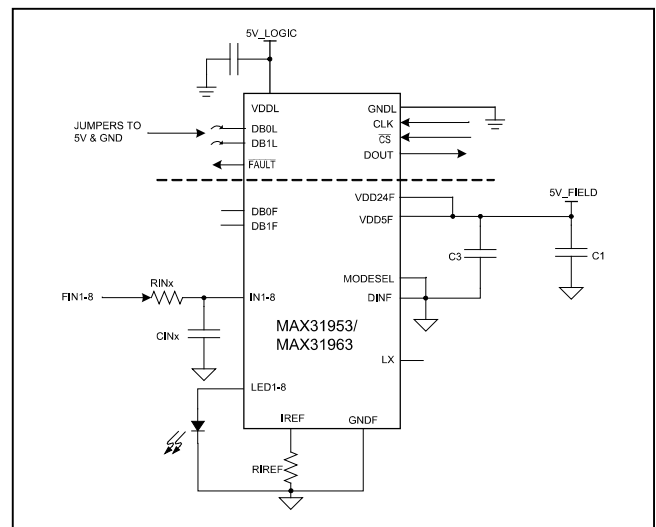 5V_LOGIC
VDDL
GNDL
JUMPERS TO
5V & GND
DB0L
CLK
DB1L
CS
DOUT
FAULT
VDD24F
5V_FIELD
DB0F
VDD5F
DB1F
C3
C1
RINx
MODESEL
FIN1-8
IN1-8
DINF
CINx
MAX31953/
MAX31963
LX
LED1-8
IREF
GNDF
RIREF